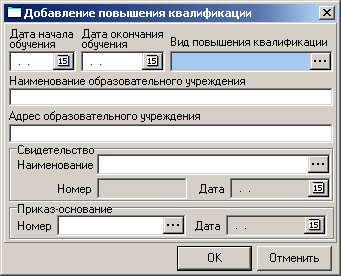 Добавление повышения квалификации
Дата начала обучения
Дата окончания обучения
Вид повышения квалификации
. . 15
. . 15
...
Наименование образовательного учреждения
Адрес образовательного учреждения
Свидетельство
Наименование ...
Номер Дата . . 15
Приказ-основание
Номер ... Дата . . 15
OK Отменить